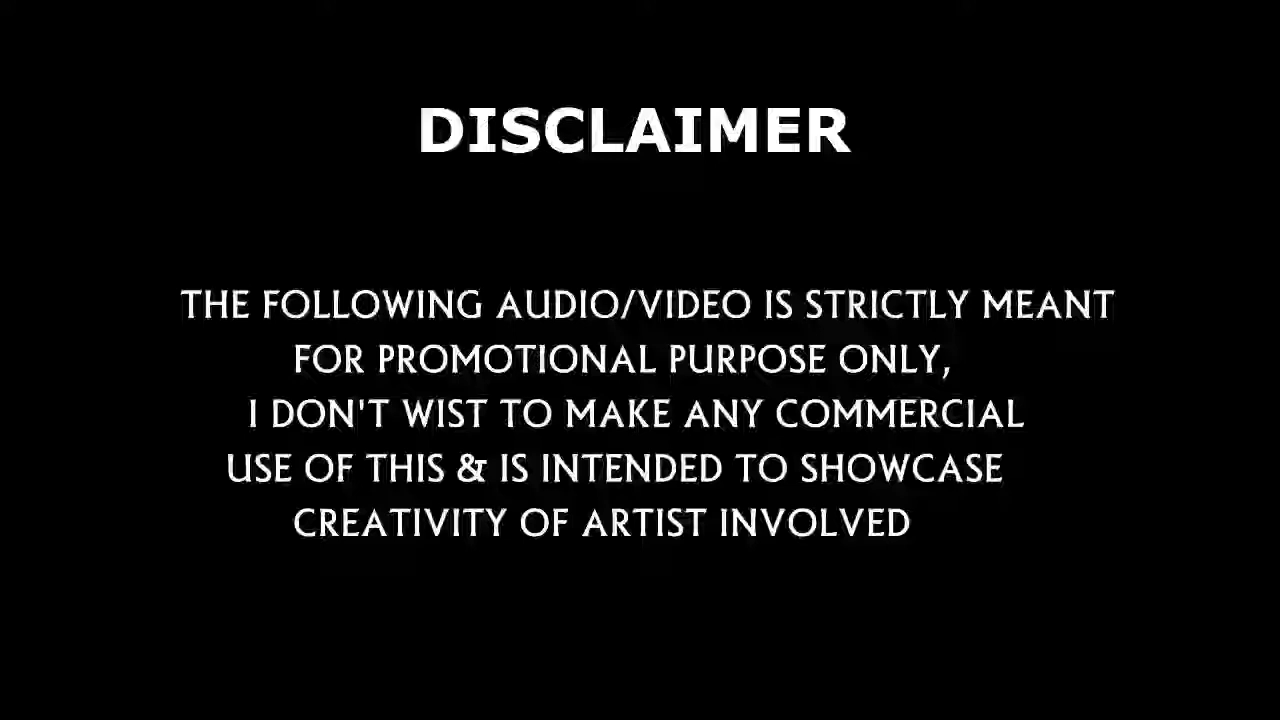 DISCLAIMER
THE FOLLOWING AUDIO/VIDEO IS STRICTLY MEANT
FOR PROMOTIONAL PURPOSE ONLY,
I DON'T WIST TO MAKE ANY COMMERCIAL
USE OF THIS & IS INTENDED TO SHOWCASE
CREATIVITY OF ARTIST INVOLVED